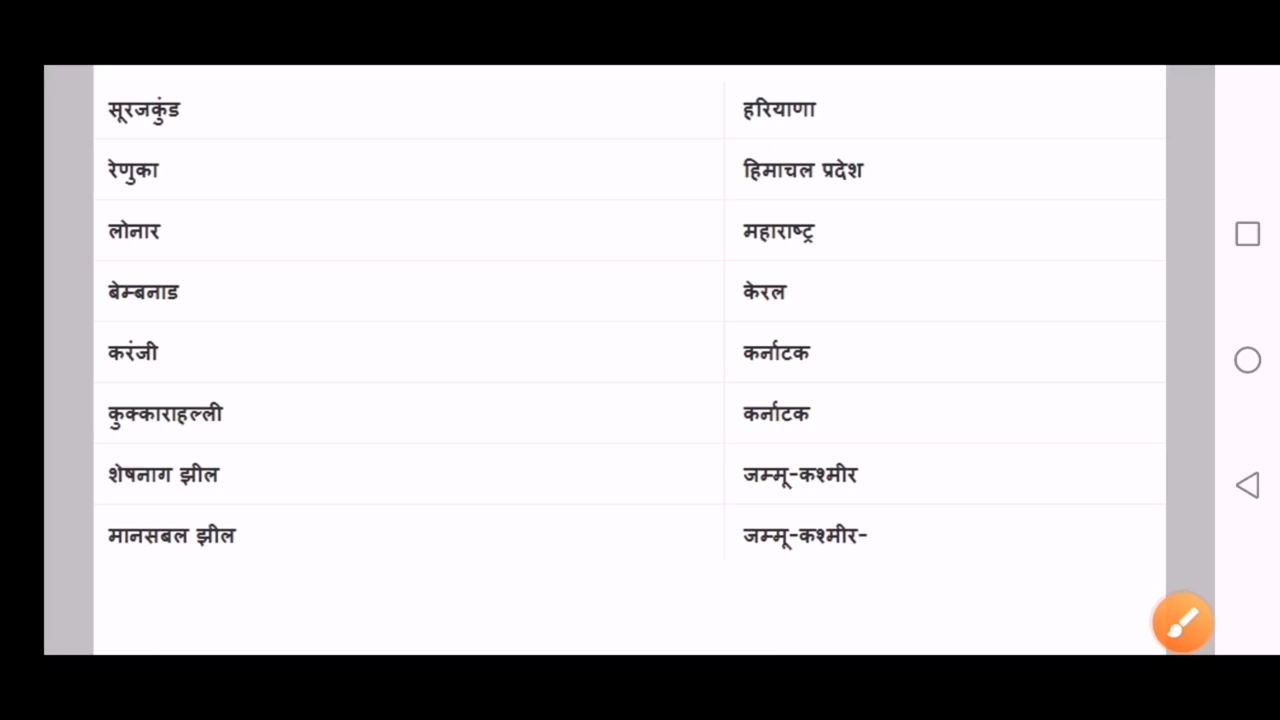 सूरजकुंड हरियाणा
रेणुका हिमाचल प्रदेश
लोनार महाराष्ट्र
बेम्बनाड केरल
करंजी कर्नाटक
कुक्काराहल्ली कर्नाटक
शेषनाग झील जम्मू-कश्मीर
मानसबल झील जम्मू-कश्मीर-